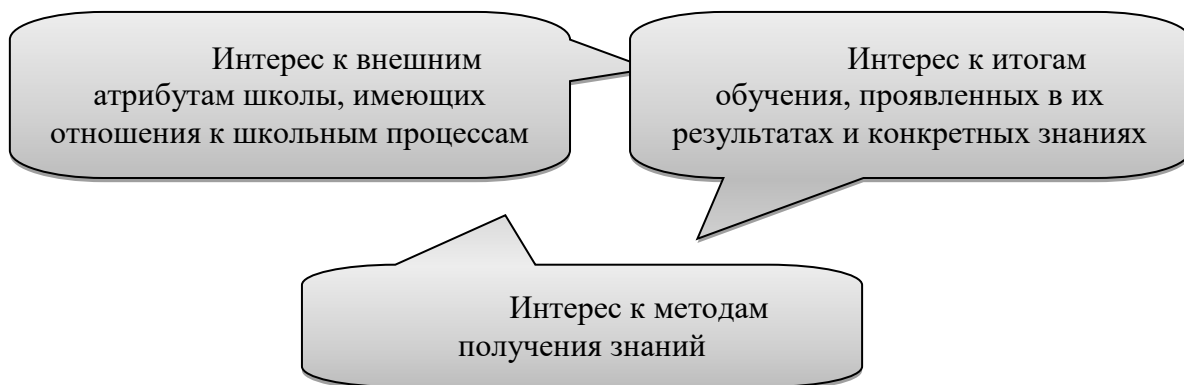 Интерес к внешним
атрибутам школы, имеющих
отношения к школьным процессам
Интерес к итогам
обучения, проявленных в их
результатах и конкретных знаниях
Интерес к методам
получения знаний